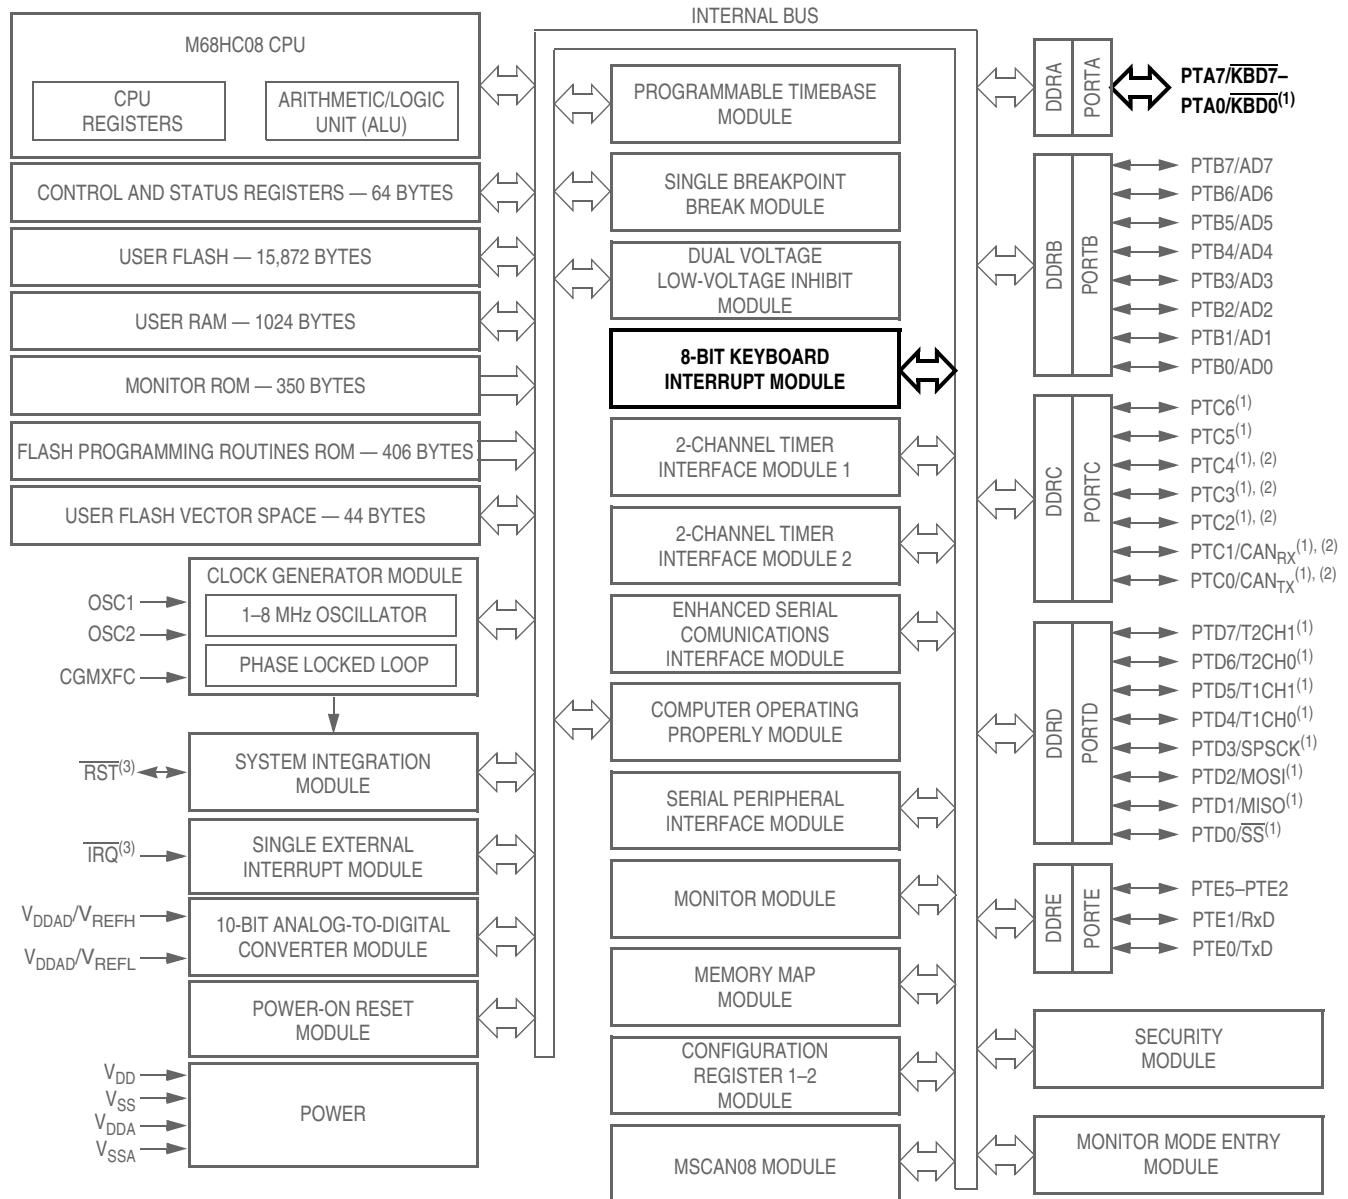 INTERNAL BUS
M68HC08 CPU
CPU
REGISTERS
ARITHMETIC/LOGIC
UNIT (ALU)
CONTROL AND STATUS REGISTERS — 64 BYTES
USER FLASH — 15,872 BYTES
USER RAM — 1024 BYTES
MONITOR ROM — 350 BYTES
FLASH PROGRAMMING ROUTINES ROM — 406 BYTES
USER FLASH VECTOR SPACE — 44 BYTES
CLOCK GENERATOR MODULE
1–8 MHz OSCILLATOR
PHASE LOCKED LOOP
OSC1
OSC2
CGMXFC
SYSTEM INTEGRATION
MODULE
RST(3)
SINGLE EXTERNAL
INTERRUPT MODULE
IRQ(3)
10-BIT ANALOG-TO-DIGITAL
CONVERTER MODULE
VDDAD/VREFH
VDDAD/VREFL
POWER-ON RESET
MODULE
POWER
VDD
VSS
VDDA
VSSA
PROGRAMMABLE TIMEBASE
MODULE
SINGLE BREAKPOINT
BREAK MODULE
DUAL VOLTAGE
LOW-VOLTAGE INHIBIT
MODULE
8-BIT KEYBOARD
INTERRUPT MODULE
2-CHANNEL TIMER
INTERFACE MODULE 1
2-CHANNEL TIMER
INTERFACE MODULE 2
ENHANCED SERIAL
COMUNICATIONS
INTERFACE MODULE
COMPUTER OPERATING
PROPERLY MODULE
SERIAL PERIPHERAL
INTERFACE MODULE
MONITOR MODULE
MEMORY MAP
MODULE
CONFIGURATION
REGISTER 1–2
MODULE
MSCAN08 MODULE
DDRA
PORTA
PTA7/KBD7–
PTA0/KBD0(1)
DDRB
PORTB
PTB7/AD7
PTB6/AD6
PTB5/AD5
PTB4/AD4
PTB3/AD3
PTB2/AD2
PTB1/AD1
PTB0/AD0
DDRC
PORTC
PTC6(1)
PTC5(1)
PTC4(1), (2)
PTC3(1), (2)
PTC2(1), (2)
PTC1/CANRX(1), (2)
PTC0/CANTX(1), (2)
DDRD
PORTD
PTD7/T2CH1(1)
PTD6/T2CH0(1)
PTD5/T1CH1(1)
PTD4/T1CH0(1)
PTD3/SPSCK(1)
PTD2/MOSI(1)
PTD1/MISO(1)
PTD0/SS(1)
DDRE
PORTE
PTE5–PTE2
PTE1/RxD
PTE0/TxD
SECURITY
MODULE
MONITOR MODE ENTRY
MODULE